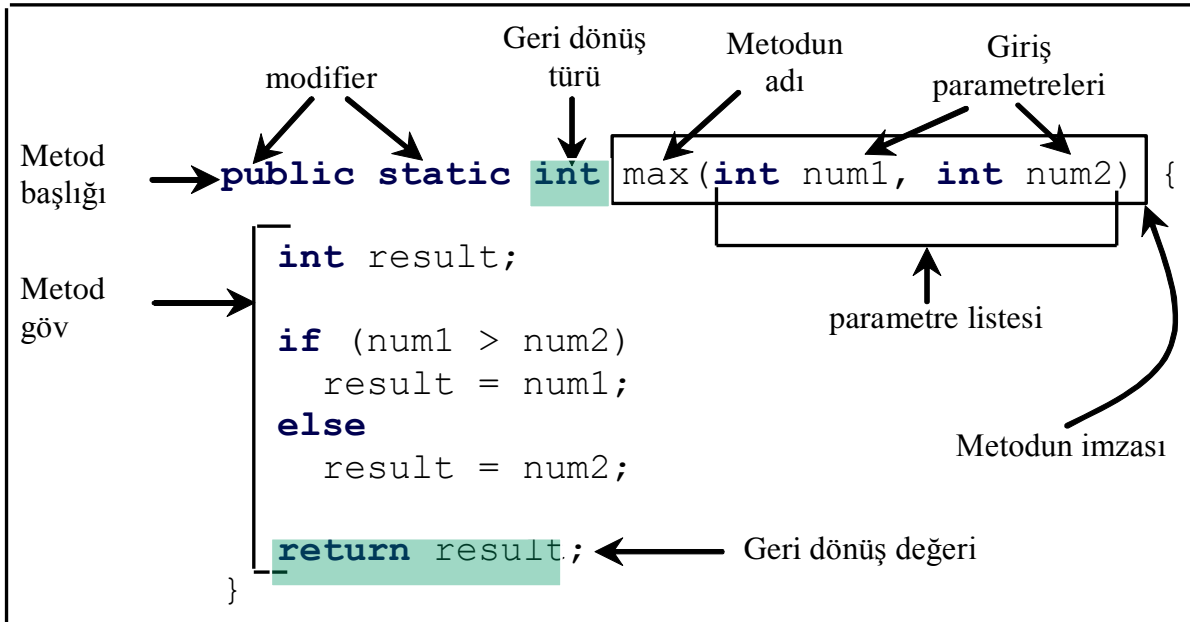 Geri dönüş
türü
Metodun
adı
Giriş
parametreleri
modifier
Metod
başlığı
public static int max(int num1, int num2) {
int result;
Metod
göv
parametre listesi
if (num1 > num2)
result = num1;
else
result = num2;
Metodun imzası
return result;
Geri dönüş değeri
}